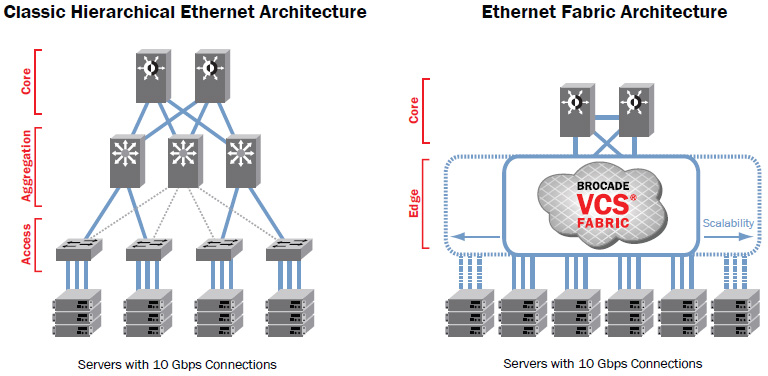 Classic Hierarchical Ethernet Architecture
Core
Aggregation
Access
Servers with 10 Gbps Connections
Ethernet Fabric Architecture
Core
Edge
BROCADE
VCS®
FABRIC
Scalability
Servers with 10 Gbps Connections